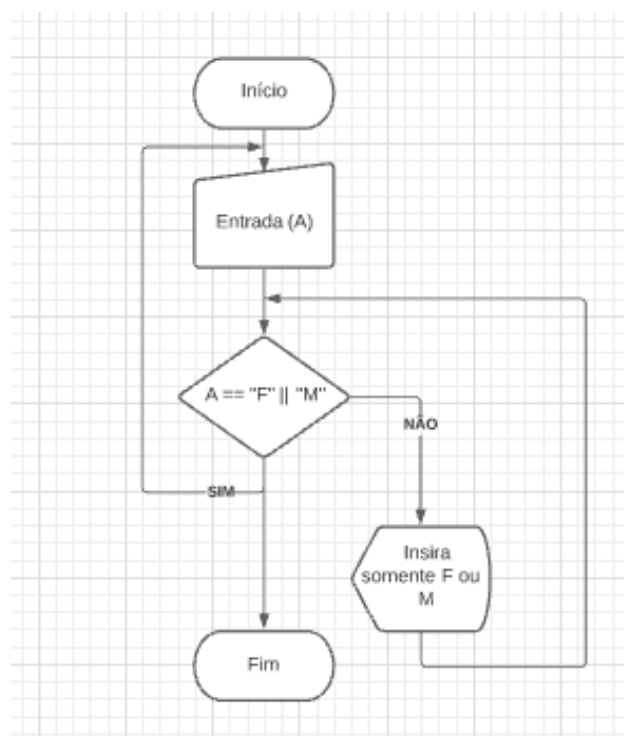 Início
Entrada (A)
A == "F" || "M"
NÃO
SIM
Insira
somente F ou
M
Fim